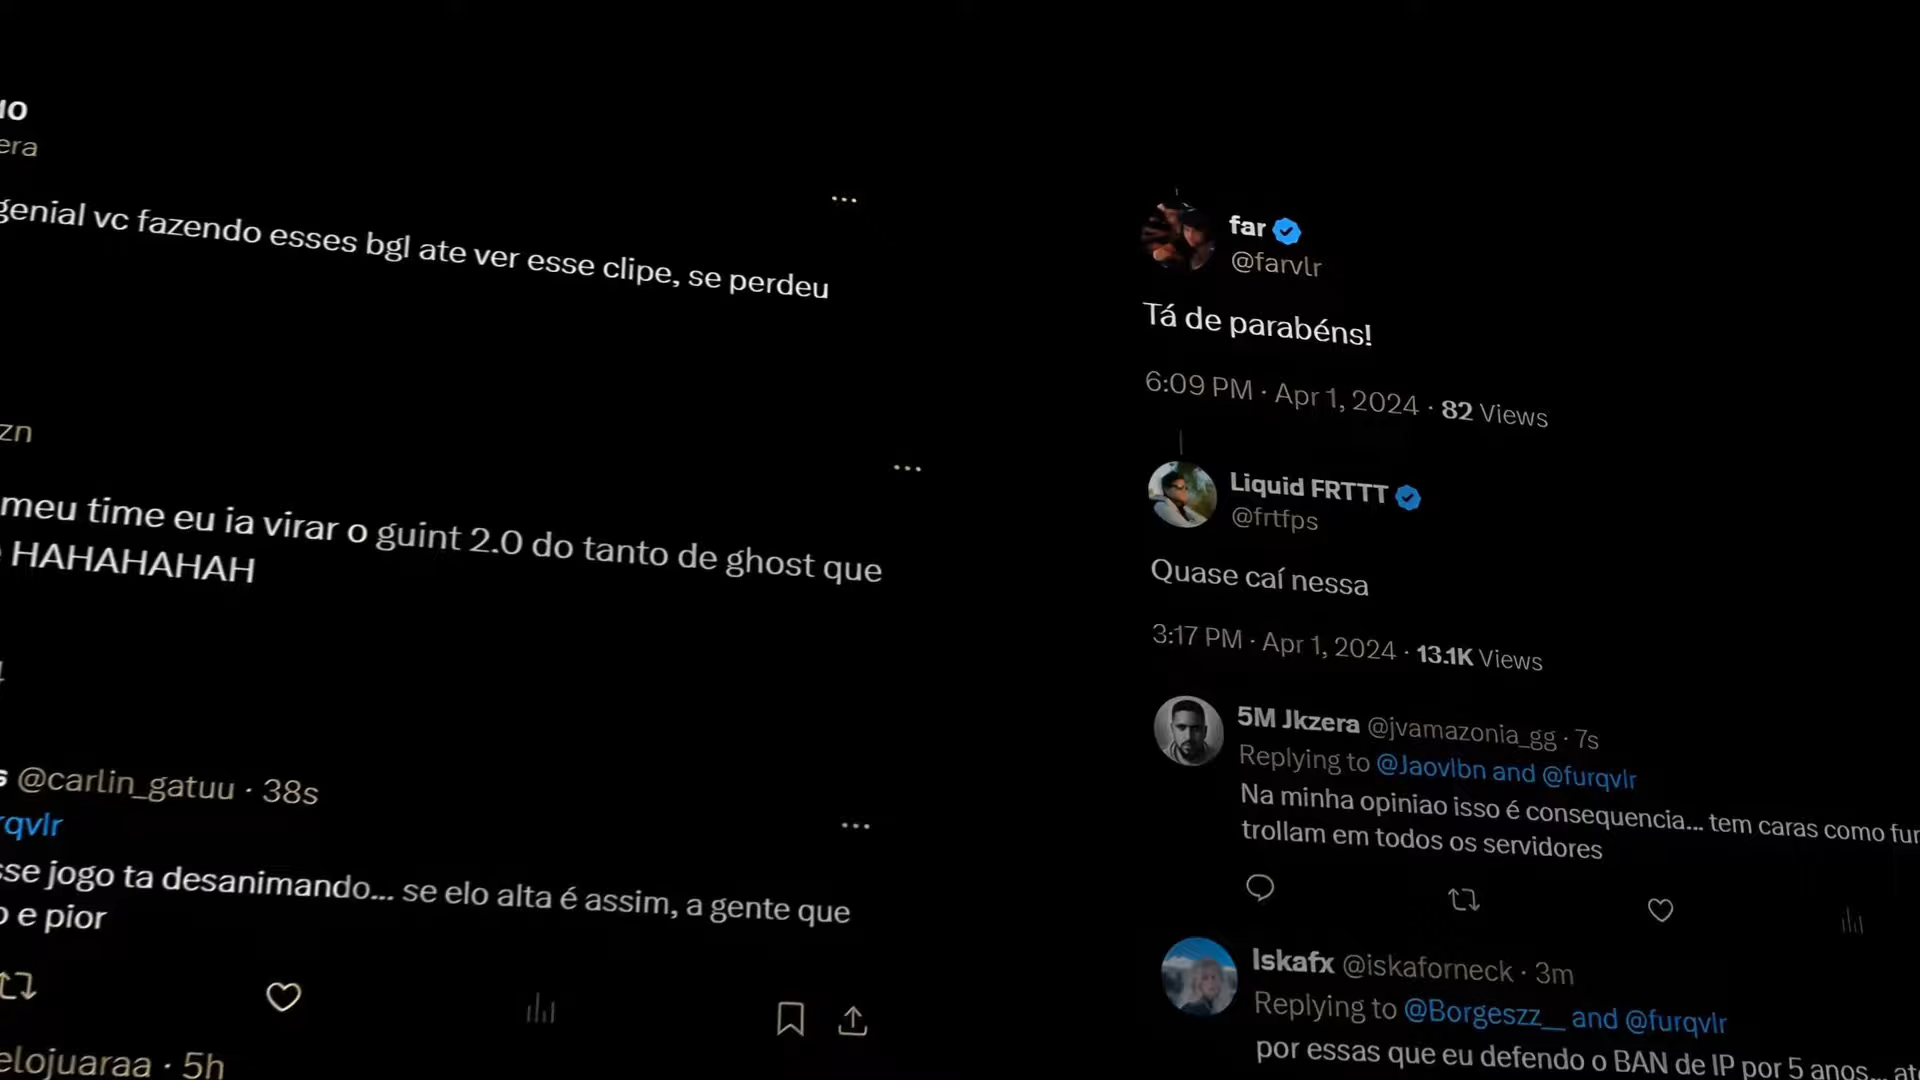 era
genial vc fazendo esses bgl ate ver esse clipe, se perdeu
zn
meu time eu ia virar o guint 2.0 do tanto de ghost que
HAHAHAHAH
@carlin_gatuu · 38s
rqvlr
sse jogo ta desanimando... se elo alta é assim, a gente que
e pior
elojuaraa · 5h
far
@farvlr
Tá de parabéns!
6:09 PM · Apr 1, 2024 · 82 Views
Liquid FRTTT
@frtfps
Quase caí nessa
3:17 PM · Apr 1, 2024 · 13.1K Views
5M Jkzera @jvamazonia_gg · 7s
Replying to @Jaovlbn and @furqvlr
Na minha opiniao isso é consequencia... tem caras como fur
trollam em todos os servidores
Iskafx @iskaforneck · 3m
Replying to @Borgeszz__ and @furqvlr
por essas que eu defendo o BAN de IP por 5 anos... at